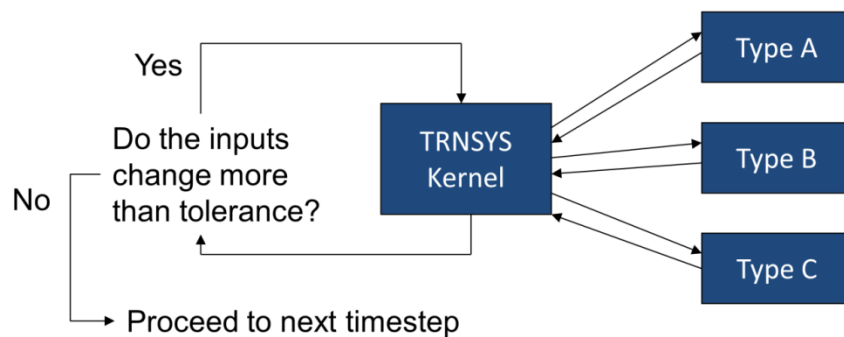 Yes
Do the inputs
change more
than tolerance?
No
Proceed to next timestep
TRNSYS
Kernel
Type A
Type B
Type C